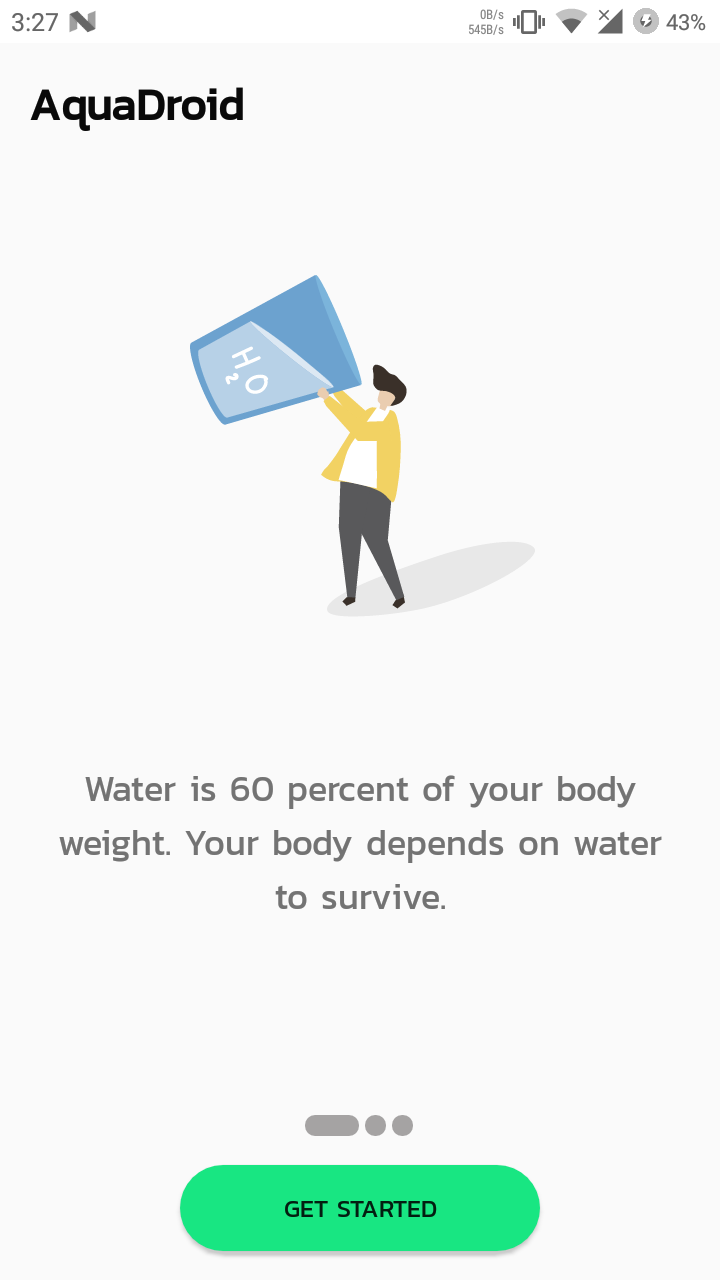 3:27
0B/s
545B/s
43%
AquaDroid
H2O
Water is 60 percent of your body
weight. Your body depends on water
to survive.
GET STARTED